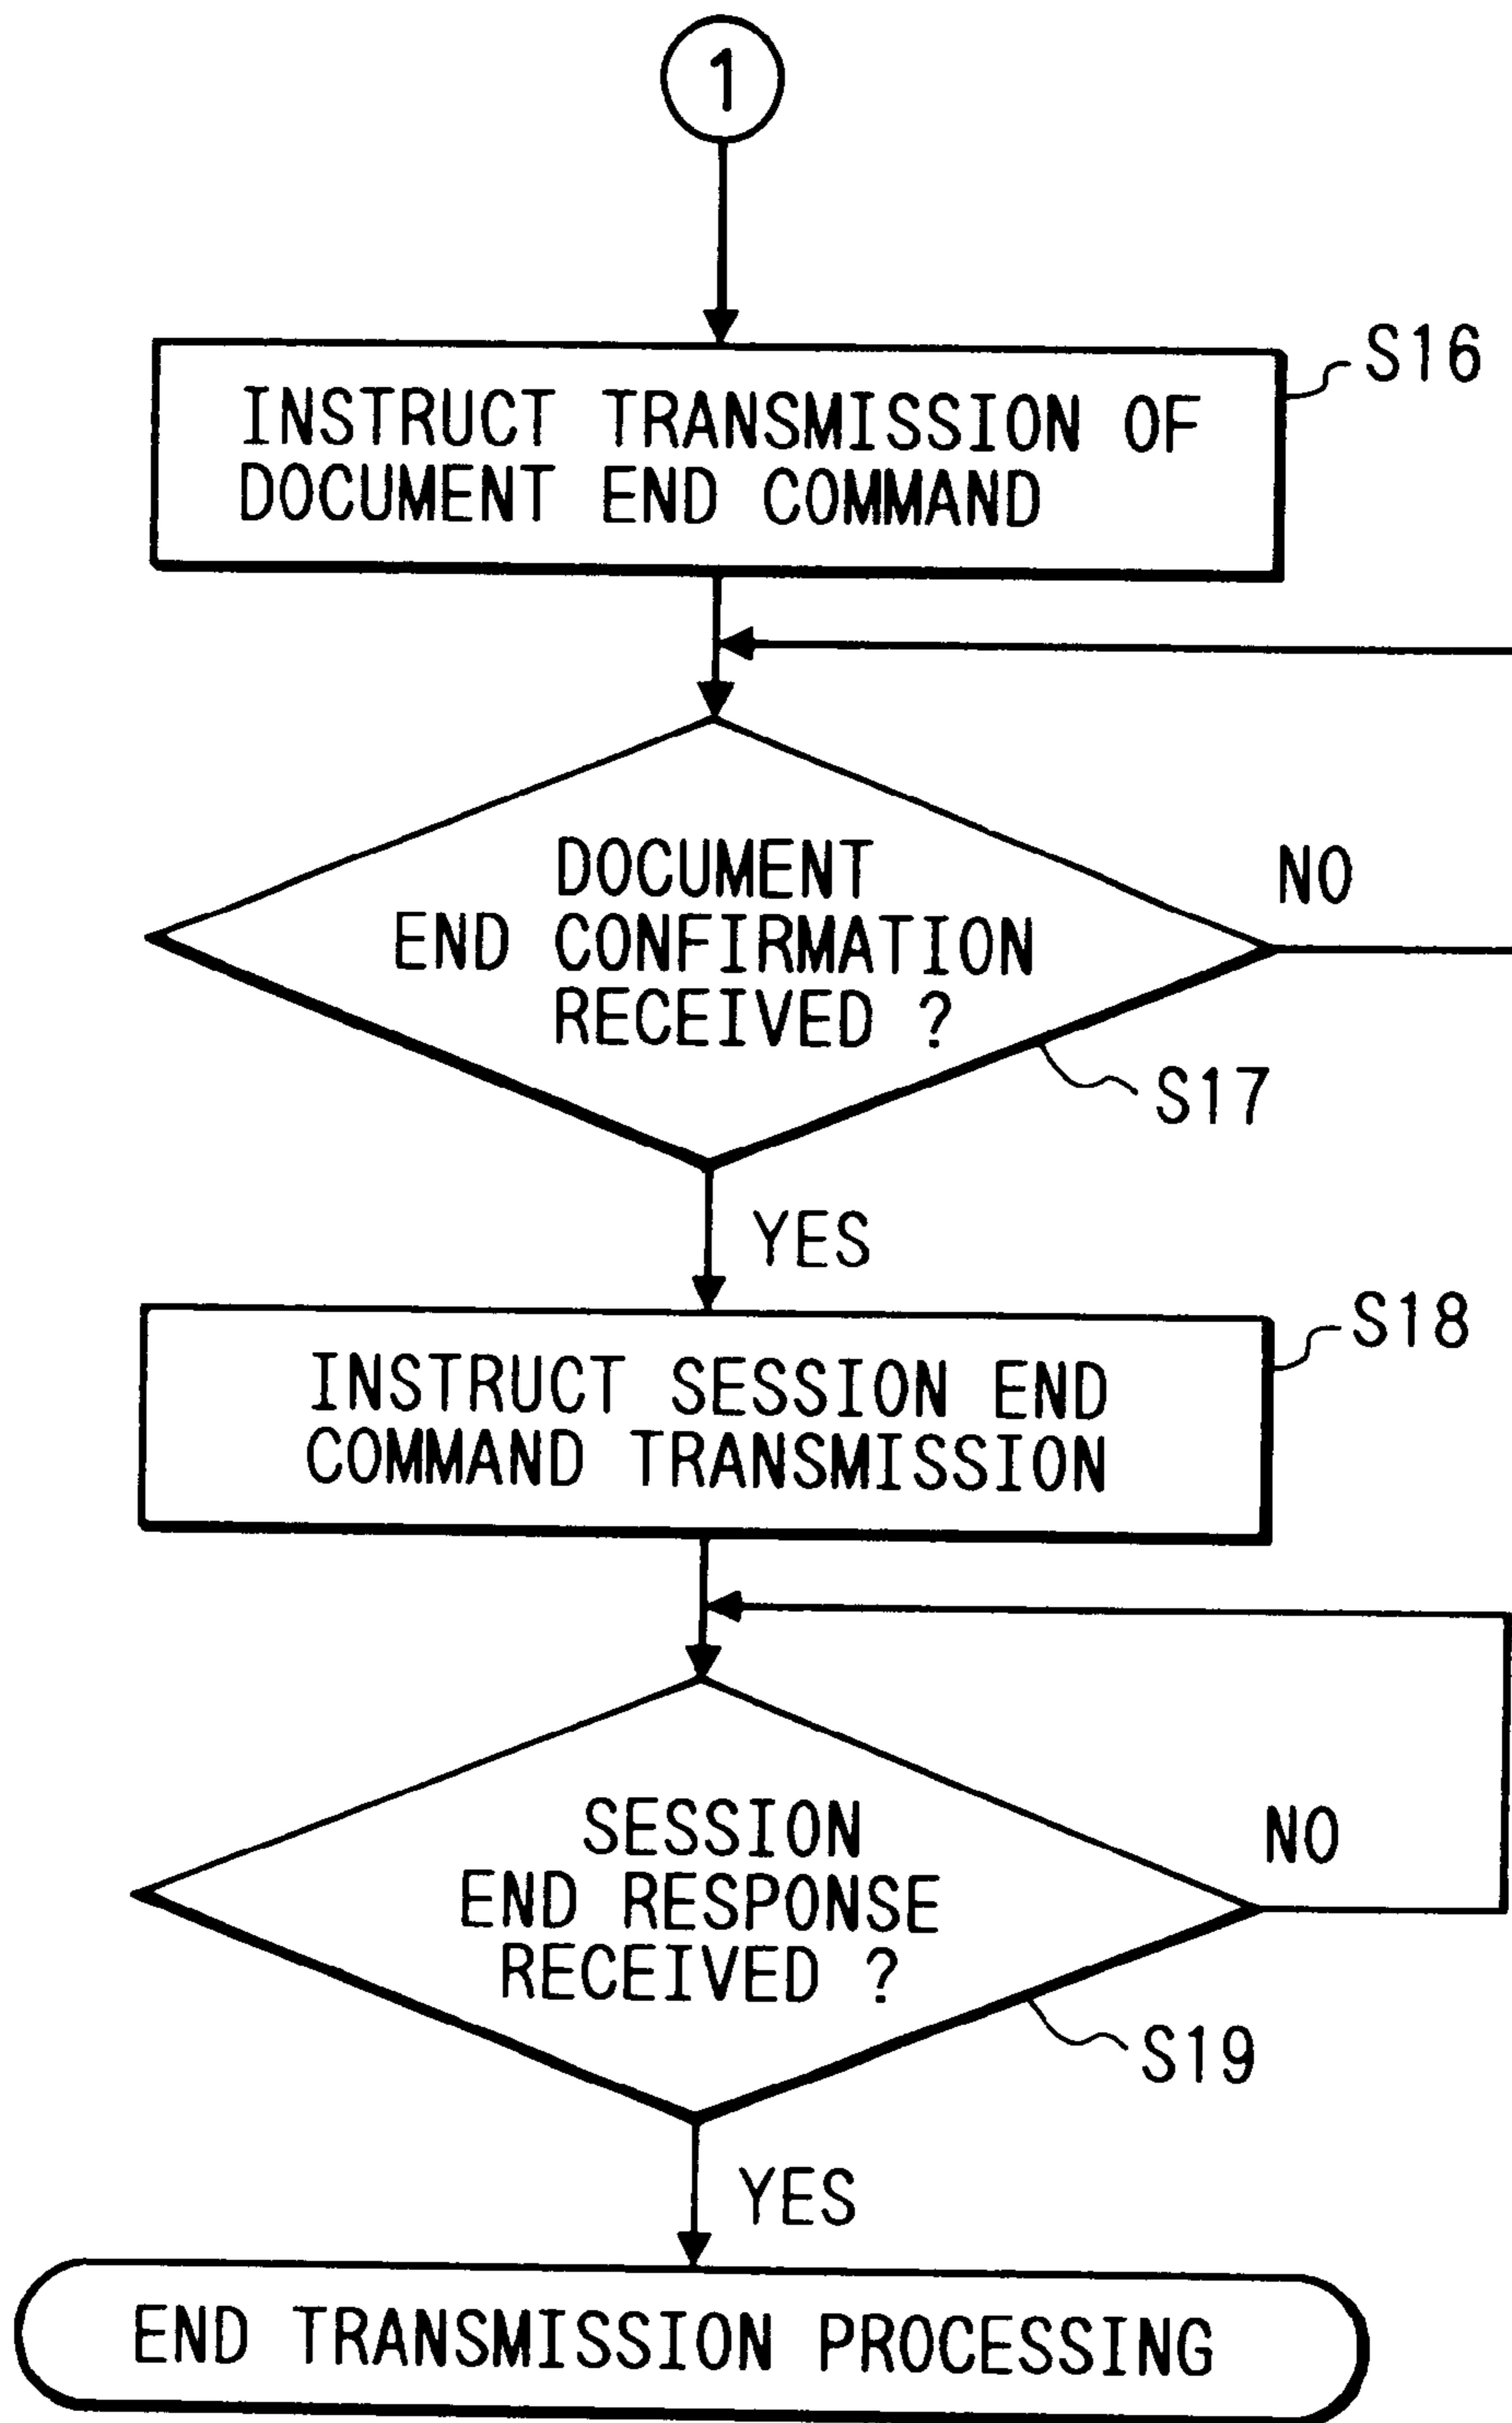 1
S16
INSTRUCT TRANSMISSION OF
DOCUMENT END COMMAND
DOCUMENT
END CONFIRMATION
RECEIVED ?
NO
S17
YES
S18
INSTRUCT SESSION END
COMMAND TRANSMISSION
SESSION
END RESPONSE
RECEIVED ?
NO
S19
YES
END TRANSMISSION PROCESSING